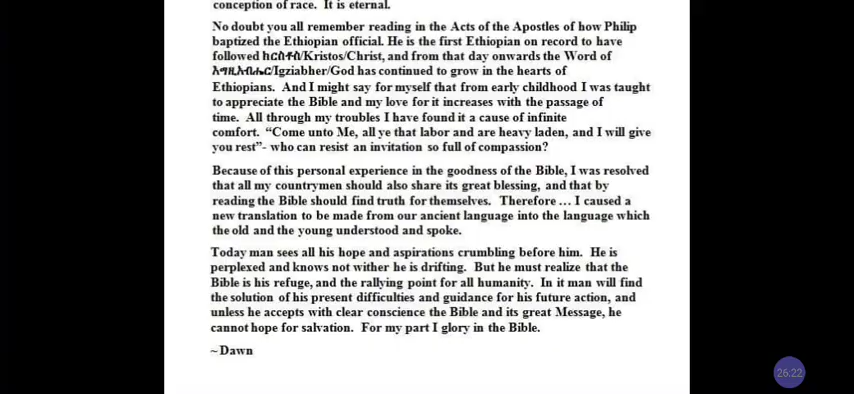 conception of race. It is eternal.
No doubt you all remember reading in the Acts of the Apostles of how Philip
baptized the Ethiopian official. He is the first Ethiopian on record to have
followed ክርስቶስ/Kristos/Christ, and from that day onwards the Word of
እግዚአብሔር/Igziabher/God has continued to grow in the hearts of
Ethiopians. And I might say for myself that from early childhood I was taught
to appreciate the Bible and my love for it increases with the passage of
time. All through my troubles I have found it a cause of infinite
comfort. “Come unto Me, all ye that labor and are heavy laden, and I will give
you rest”- who can resist an invitation so full of compassion?
Because of this personal experience in the goodness of the Bible, I was resolved
that all my countrymen should also share its great blessing, and that by
reading the Bible they should find truth for themselves. Therefore … I caused a
new translation to be made from our ancient language into the language which
the old and the young understood and spoke.
Today man sees all his hope and aspirations crumbling before him. He is
perplexed and knows not wither he is drifting. But he must realize that the
Bible is his refuge, and the rallying point for all humanity. In it man will find
the solution of his present difficulties and guidance for his future action, and
unless he accepts with clear conscience the Bible and its great Message, he
cannot hope for salvation. For my part I glory in the Bible.
~Dawn
26:22